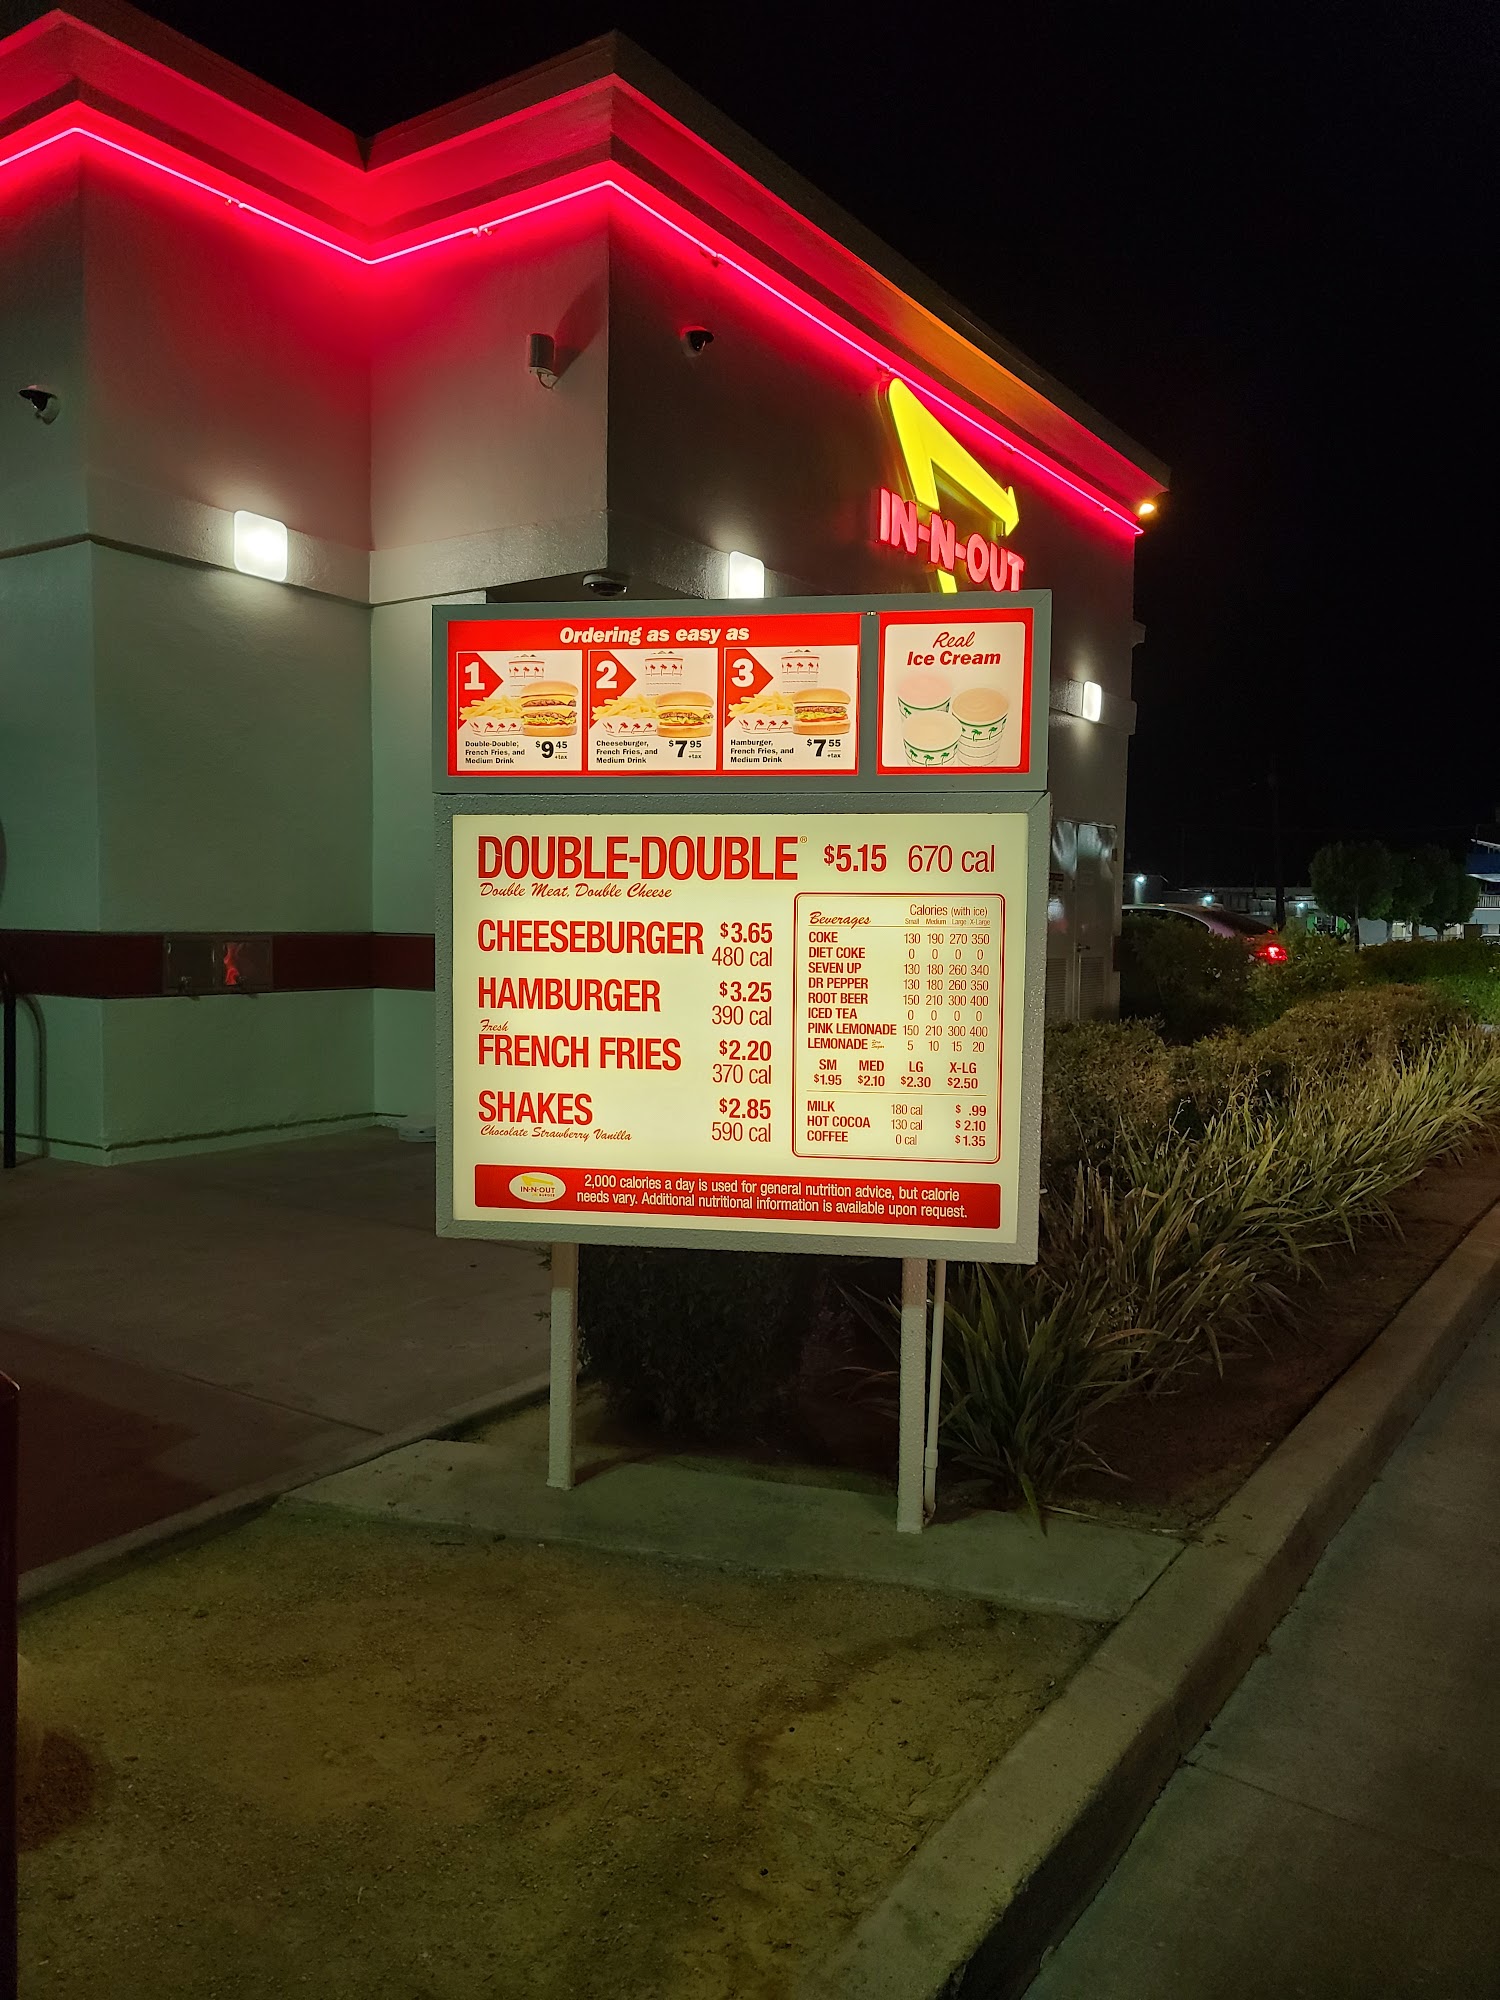 IN-N-OUT
Ordering as easy as
1
Double-Double,
French Fries, and
Medium Drink
$9 45
+tax
2
Cheeseburger,
French Fries, and
Medium Drink
$7 95
+tax
3
Hamburger,
French Fries, and
Medium Drink
$7 55
+tax
Real
Ice Cream
DOUBLE-DOUBLE® $5.15 670 cal
Double Meat, Double Cheese
CHEESEBURGER $3.65
480 cal
HAMBURGER $3.25
390 cal
Fresh
FRENCH FRIES $2.20
370 cal
SHAKES $2.85
Chocolate Strawberry Vanilla 590 cal
Beverages Calories (with ice)
Small Medium Large X-Large
COKE 130 190 270 350
DIET COKE 0 0 0 0
SEVEN UP 130 180 260 340
DR PEPPER 130 180 260 350
ROOT BEER 150 210 300 400
ICED TEA 0 0 0 0
PINK LEMONADE 150 210 300 400
LEMONADE Zero Sugar 5 10 15 20
SM MED LG X-LG
$1.95 $2.10 $2.30 $2.50
MILK 180 cal $ .99
HOT COCOA 130 cal $ 2.10
COFFEE 0 cal $ 1.35
IN-N-OUT
BURGER
2,000 calories a day is used for general nutrition advice, but calorie
needs vary. Additional nutritional information is available upon request.